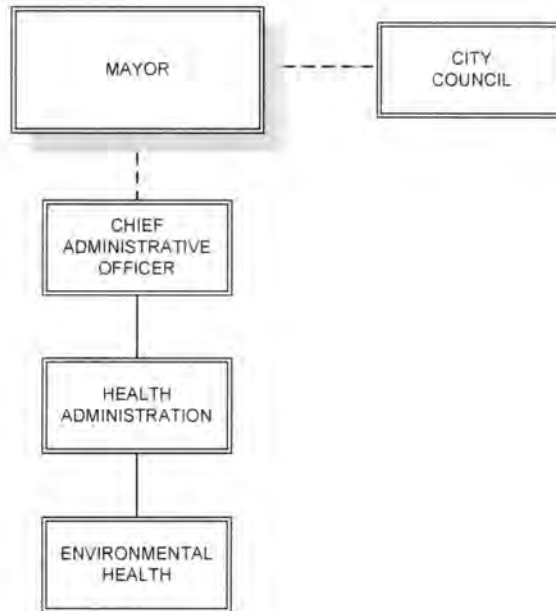 MAYOR
CITY
COUNCIL
CHIEF
ADMINISTRATIVE
OFFICER
HEALTH
ADMINISTRATION
ENVIRONMENTAL
HEALTH